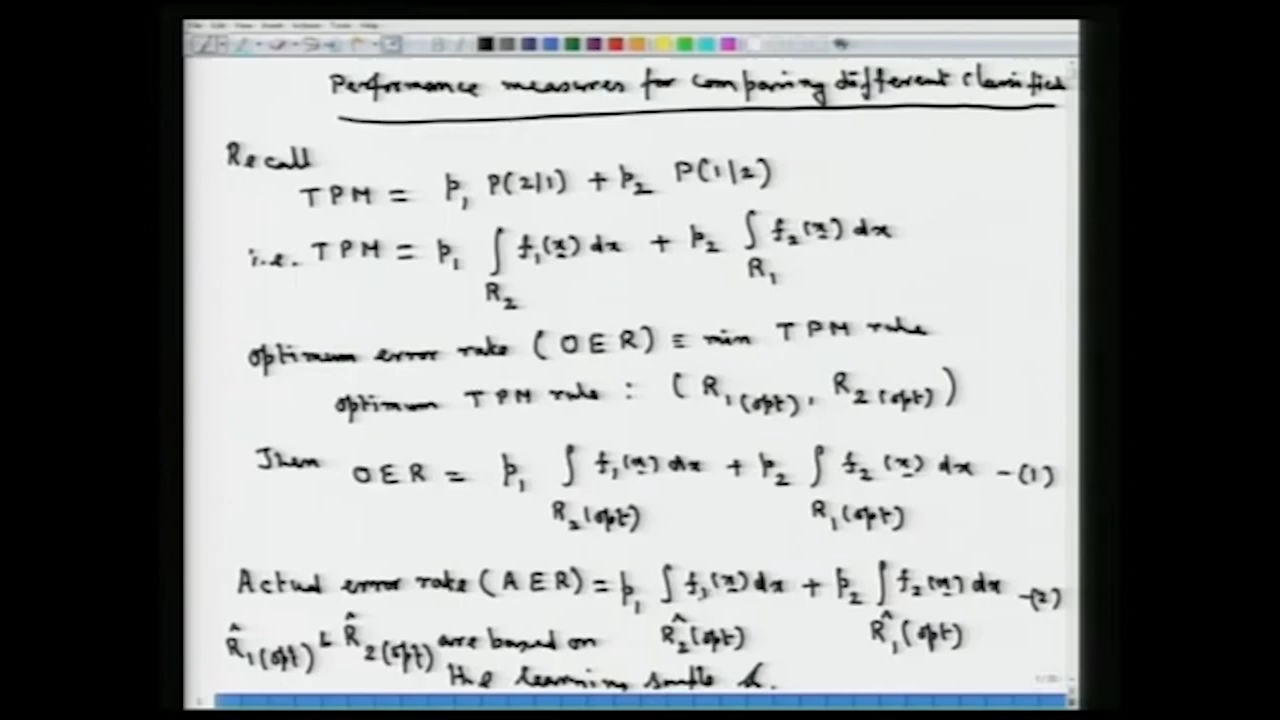 Performance measures for comparing different classifica
Recall
TPM = p₁ P(2|1) + p₂ P(1|2)
i.e. TPM = p₁ ∫_{R₂} f₁(x̲) dx + p₂ ∫_{R₁} f₂(x̲) dx
optimum error rate (OER) ≡ min TPM rule
optimum TPM rule : (R₁(opt), R₂(opt))
Then OER = p₁ ∫_{R₂(opt)} f₁(x̲) dx + p₂ ∫_{R₁(opt)} f₂(x̲) dx –(1)
Actual error rate (AER) = p₁ ∫_{R̂₂(opt)} f₁(x̲) dx + p₂ ∫_{R̂₁(opt)} f₂(x̲) dx –(2)
R̂₁(opt) & R̂₂(opt) are based on
the learning sample